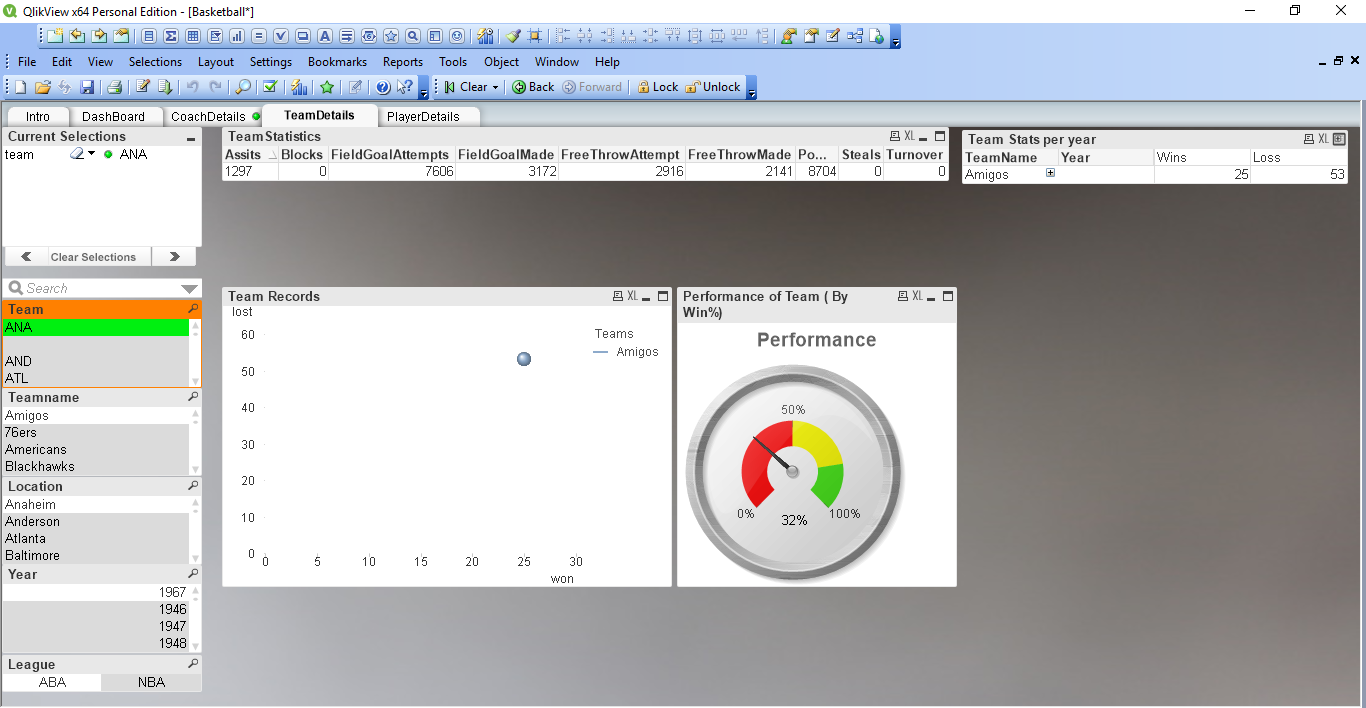 QlikView x64 Personal Edition - [Basketball*]
File Edit View Selections Layout Settings Bookmarks Reports Tools Object Window Help
Clear Back Forward Lock Unlock
Intro DashBoard CoachDetails TeamDetails PlayerDetails
Current Selections
team ANA
Clear Selections
Search
Team
ANA
AND
ATL
Teamname
Amigos
76ers
Americans
Blackhawks
Location
Anaheim
Anderson
Atlanta
Baltimore
Year
1967
1946
1947
1948
League
ABA NBA
Team Statistics XL
Assits Blocks FieldGoalAttempts FieldGoalMade FreeThrowAttempt FreeThrowMade Po... Steals Turnover
1297 0 7606 3172 2916 2141 8704 0 0
Team Stats per year XL
TeamName Year Wins Loss
Amigos 25 53
Team Records XL
lost
60
50
40
30
20
10
0
0 5 10 15 20 25 30
won
Teams
Amigos
Performance of Team ( By XL
Win%)
Performance
50%
0% 100%
32%